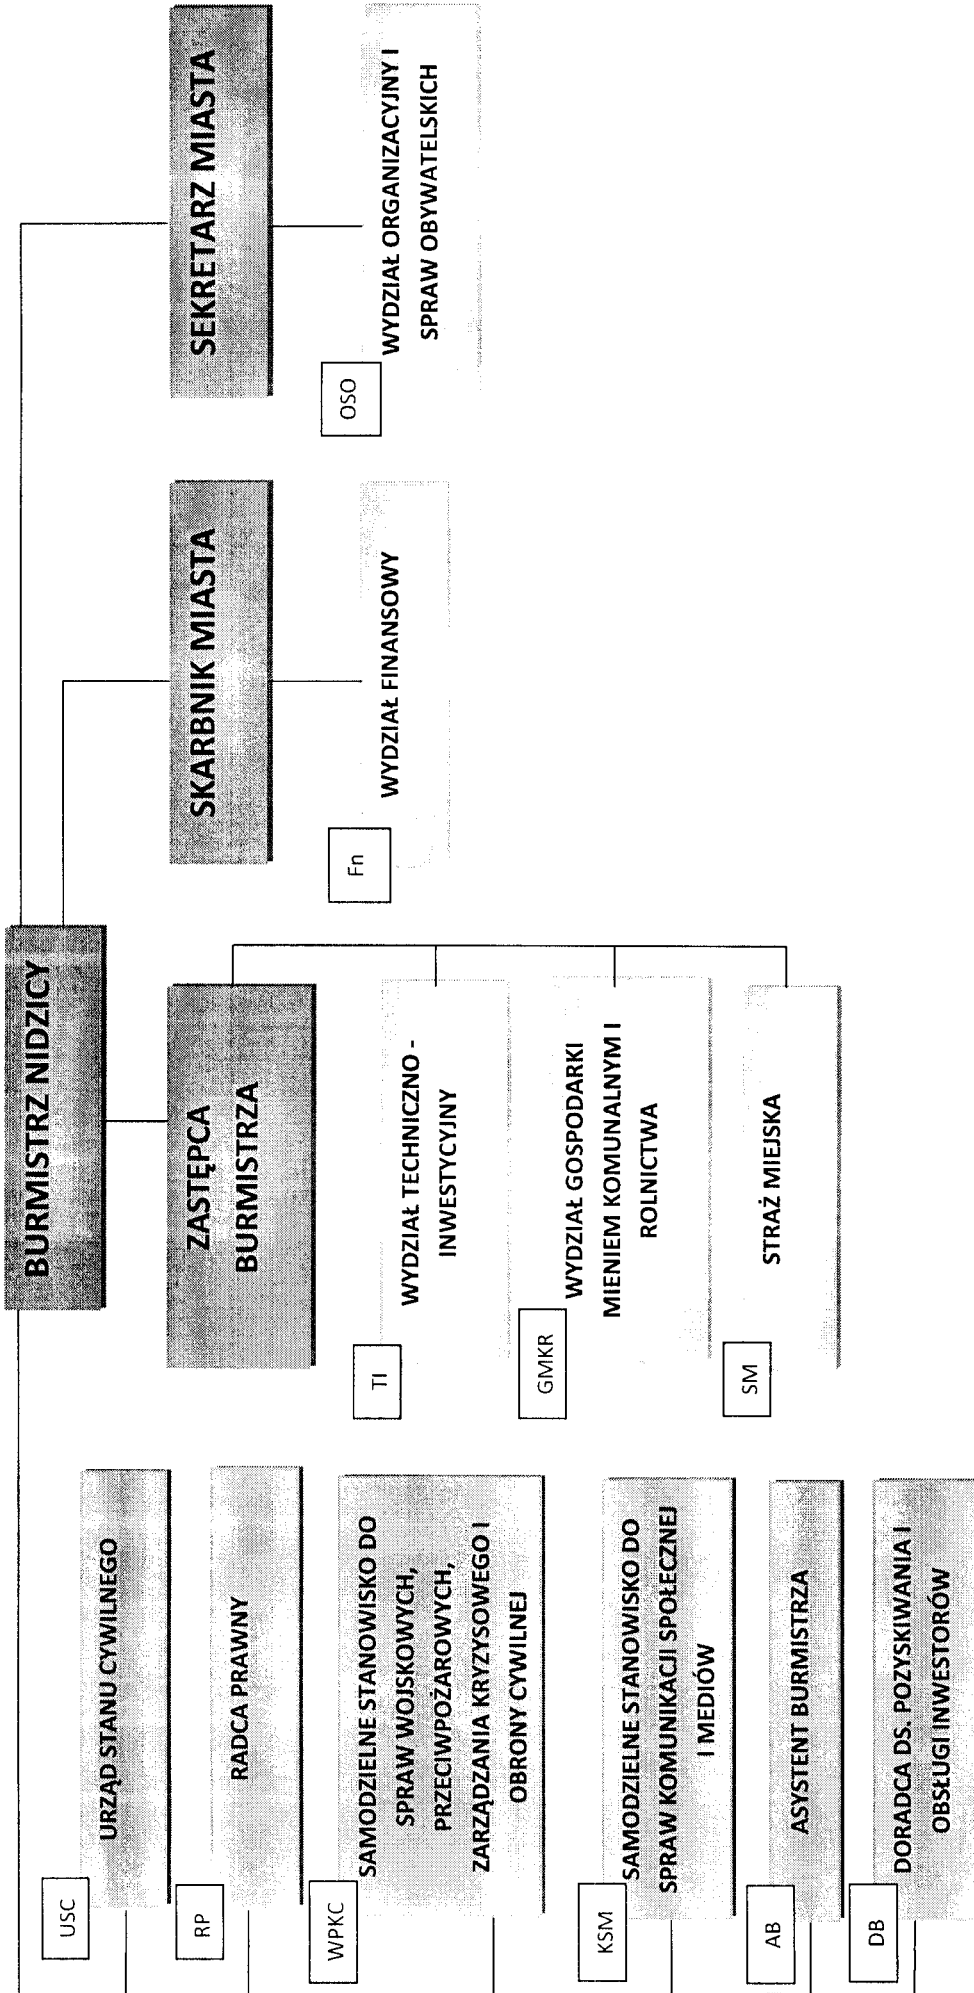 BURMISTRZ NIDZICY
USC
URZĄD STANU CYWILNEGO
RP
RADCA PRAWNY
WPKC
SAMODZIELNE STANOWISKO DO
SPRAW WOJSKOWYCH,
PRZECIWPOŻAROWYCH,
ZARZĄDZANIA KRYZYSOWEGO I
OBRONY CYWILNEJ
KSM
SAMODZIELNE STANOWISKO DO
SPRAW KOMUNIKACJI SPOŁECZNEJ
I MEDIÓW
AB
ASYSTENT BURMISTRZA
DB
DORADCA DS. POZYSKIWANIA I
OBSŁUGI INWESTORÓW
ZASTĘPCA
BURMISTRZA
TI
WYDZIAŁ TECHNICZNO -
INWESTYCYJNY
GMKR
WYDZIAŁ GOSPODARKI
MIENIEM KOMUNALNYM I
ROLNICTWA
SM
STRAŻ MIEJSKA
SKARBNIK MIASTA
Fn
WYDZIAŁ FINANSOWY
SEKRETARZ MIASTA
OSO
WYDZIAŁ ORGANIZACYJNY I
SPRAW OBYWATELSKICH